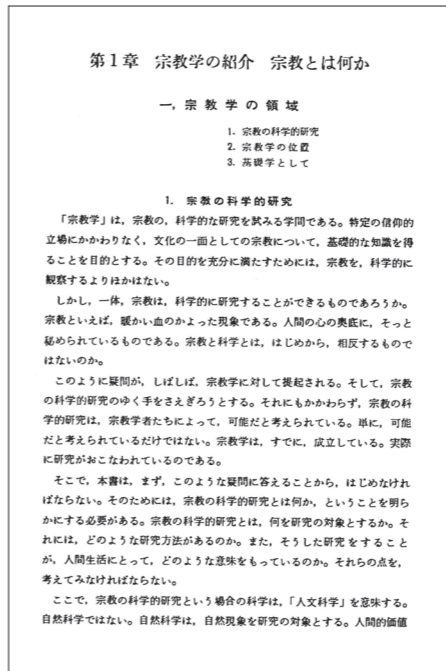 第1章　宗教学の紹介　宗教とは何か
一，宗教学の領域
1. 宗教の科学的研究
2. 宗教学の位置
3. 基礎学として
1. 宗教の科学的研究
「宗教学」は，宗教の，科学的な研究を試みる学問である。特定の信仰的
立場にかかわりなく，文化の一面としての宗教について，基礎的な知識を得
ることを目的とする。その目的を充分に満たすためには，宗教を，科学的に
観察するよりほかはない。
しかし，一体，宗教は，科学的に研究することができるものであろうか。
宗教といえば，暖かい血のかよった現象である。人間の心の奥底に，そっと
秘められているものである。宗教と科学とは，はじめから，相反するもので
はないのか。
このように疑問が，しばしば，宗教学に対して提起される。そして，宗教
の科学的研究のゆく手をさえぎろうとする。それにもかかわらず，宗教の科
学的研究は，宗教学者たちによって，可能だと考えられている。単に，可能
だと考えられているだけではない。宗教学は，すでに，成立している。実際
に研究がおこなわれているのである。
そこで，本書は，まず，このような疑問に答えることから，はじめなけれ
ばならない。そのためには，宗教の科学的研究とは何か，ということを明ら
かにする必要がある。宗教の科学的研究とは，何を研究の対象とするか。そ
れには，どのような研究方法があるのか。また，そうした研究をすること
が，人間生活にとって，どのような意味をもっているのか。それらの点を，
考えてみなければならない。
ここで，宗教の科学的研究という場合の科学は，「人文科学」を意味する。
自然科学ではない。自然科学は，自然現象を研究の対象とする。人間的価値